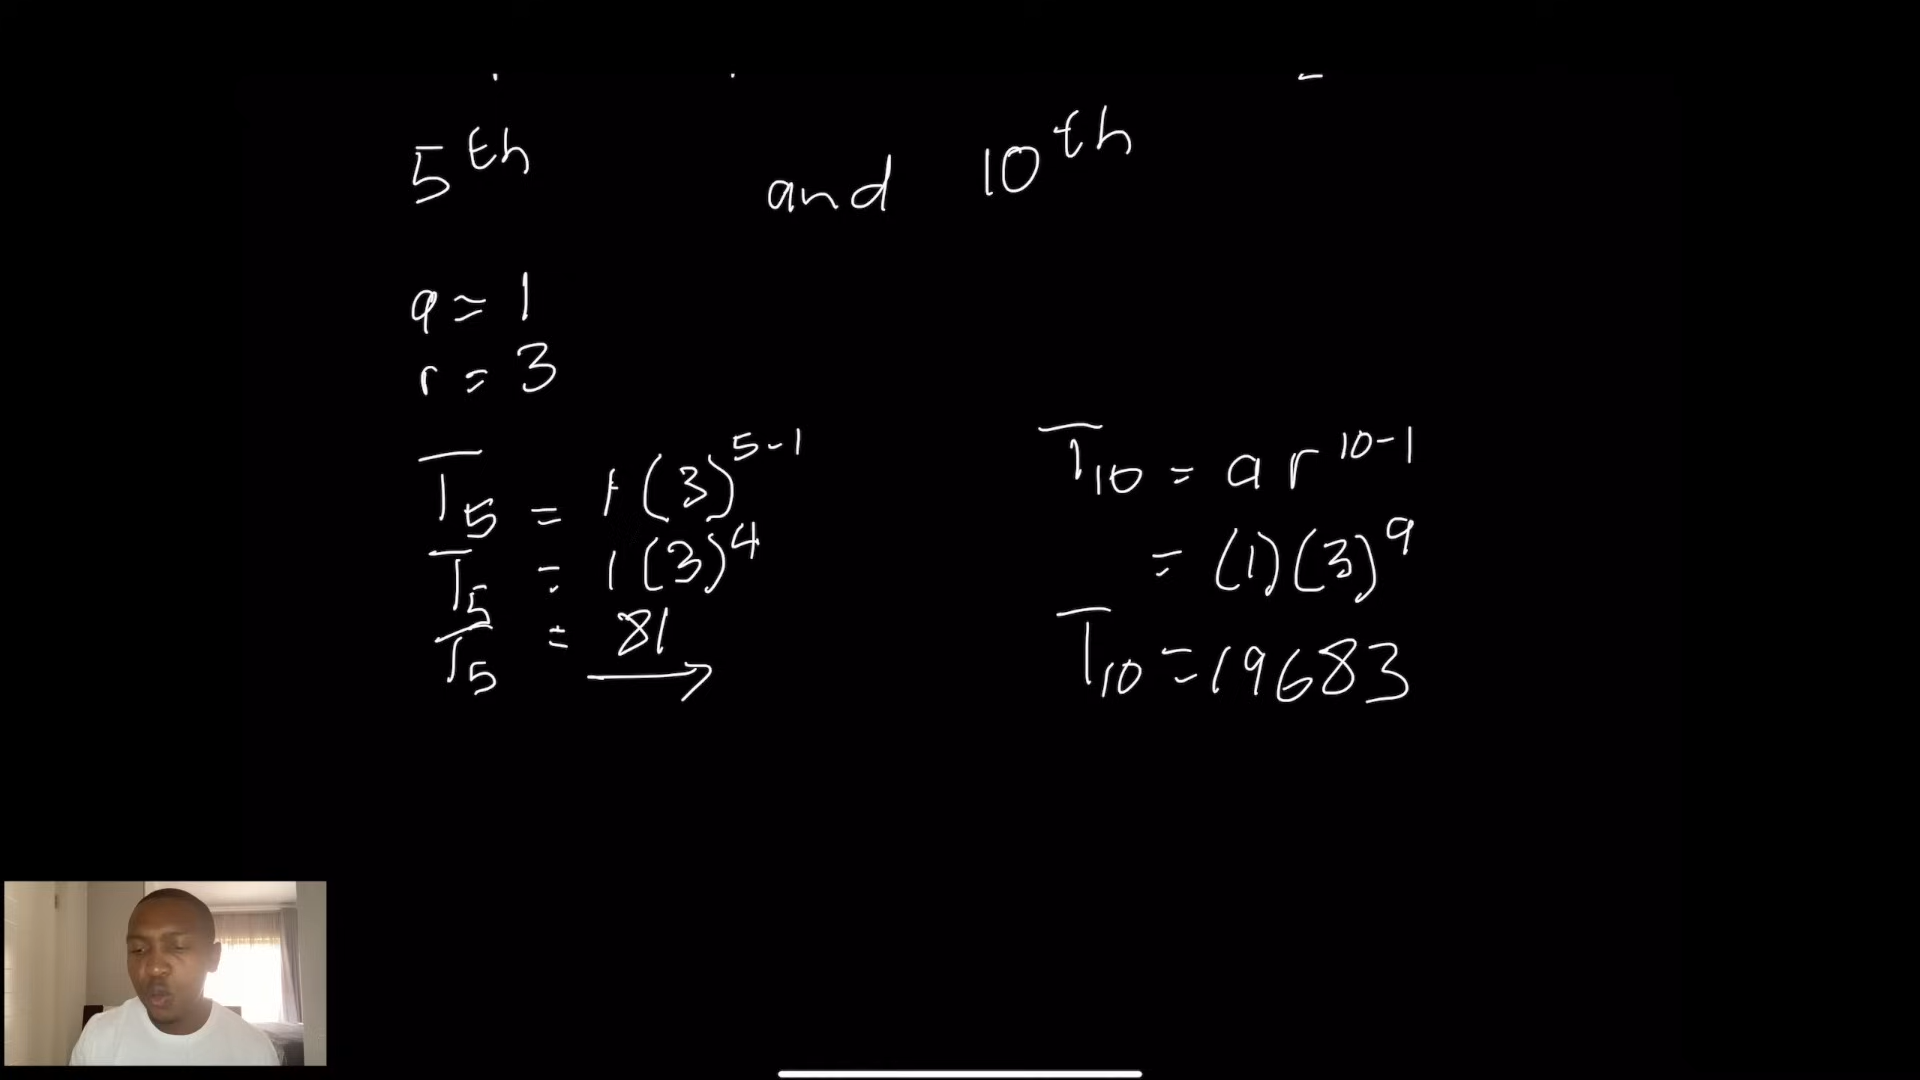 5th and 10th
a = 1
r = 3
T5 = 1(3)^5-1
T5 = 1(3)^4
T5 = 81
T10 = ar^10-1
= (1)(3)^9
T10 = 19683